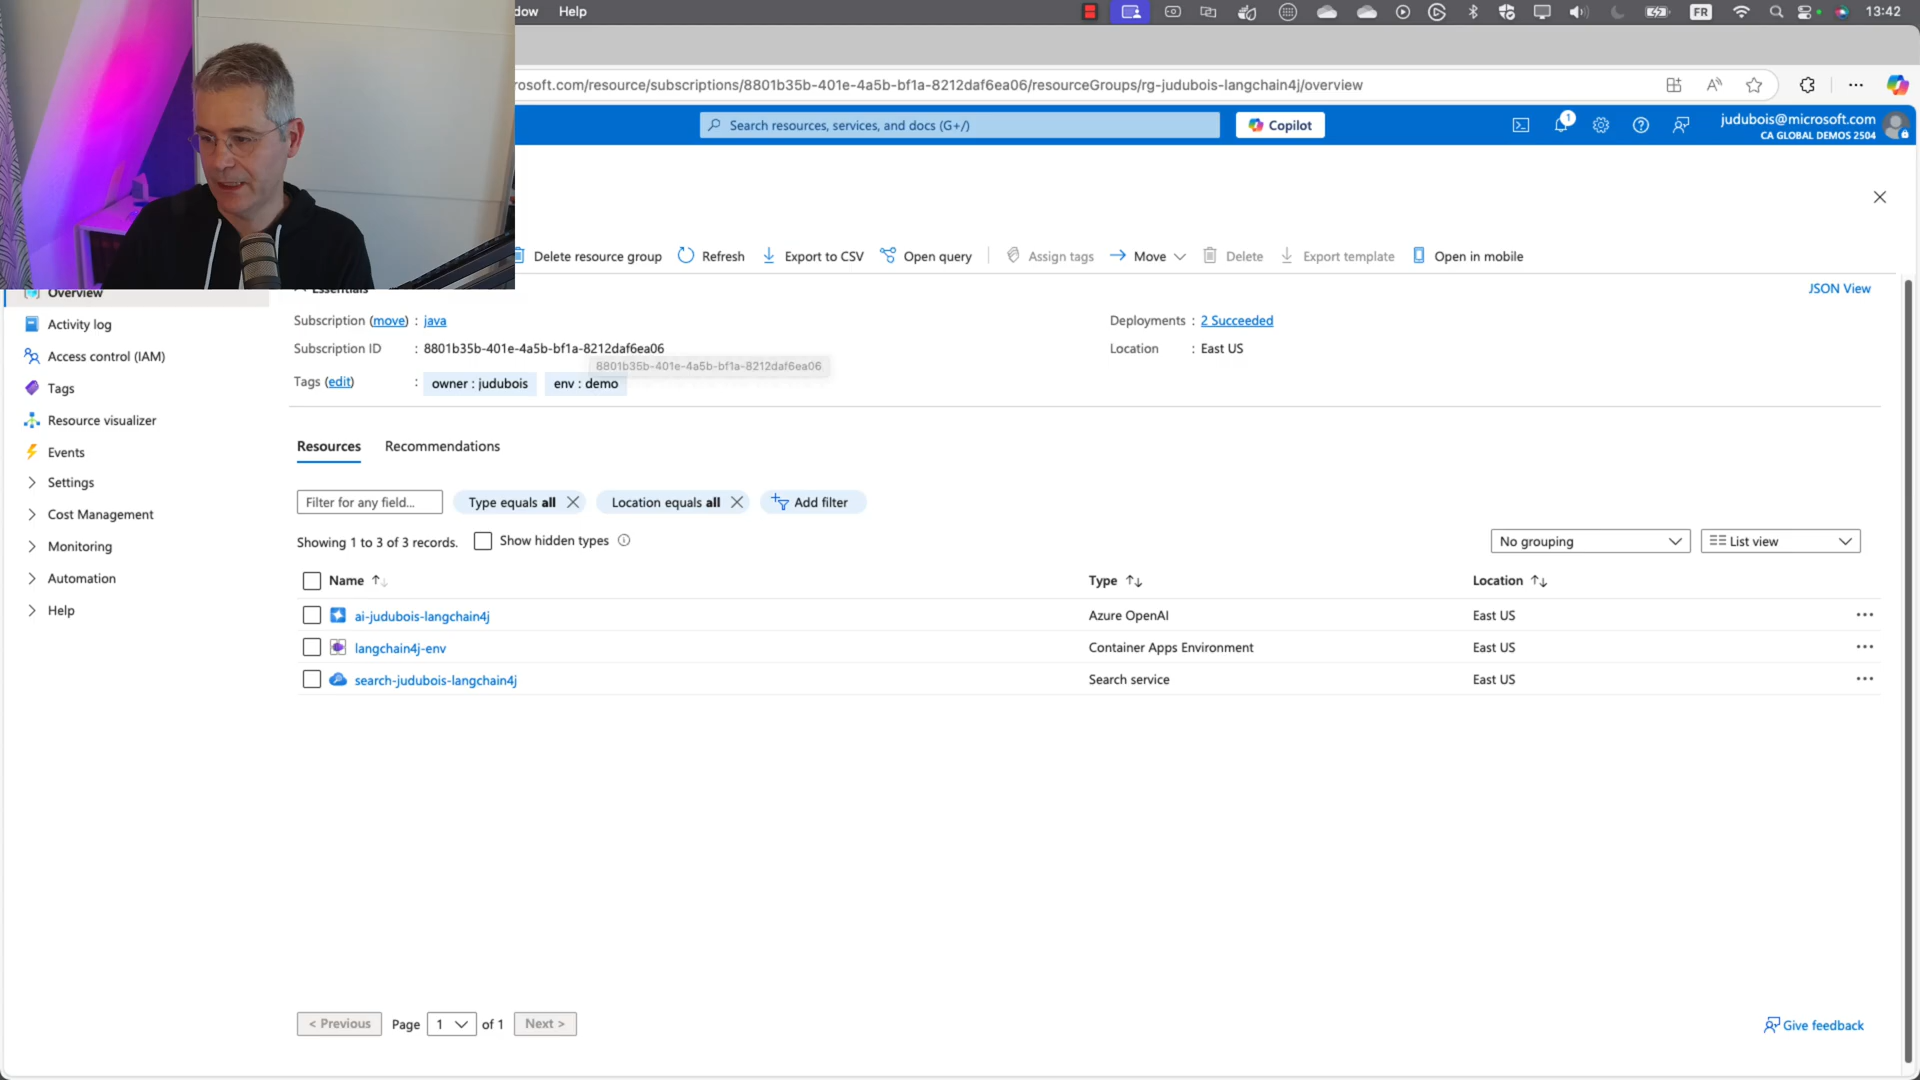 dow Help
FR 13:42
rosoft.com/resource/subscriptions/8801b35b-401e-4a5b-bf1a-8212daf6ea06/resourceGroups/rg-judubois-langchain4j/overview
Search resources, services, and docs (G+/)
Copilot
1
judubois@microsoft.com
CA GLOBAL DEMOS 2504
Delete resource group Refresh Export to CSV Open query Assign tags Move Delete Export template Open in mobile
Overview
Essentials
JSON View
Activity log
Access control (IAM)
Tags
Resource visualizer
Events
Settings
Cost Management
Monitoring
Automation
Help
Subscription (move) : java
Deployments : 2 Succeeded
Subscription ID : 8801b35b-401e-4a5b-bf1a-8212daf6ea06
Location : East US
8801b35b-401e-4a5b-bf1a-8212daf6ea06
Tags (edit) : owner : judubois env : demo
Resources Recommendations
Filter for any field... Type equals all Location equals all Add filter
Showing 1 to 3 of 3 records. Show hidden types
No grouping List view
Name Type Location
ai-judubois-langchain4j Azure OpenAI East US
langchain4j-env Container Apps Environment East US
search-judubois-langchain4j Search service East US
< Previous Page 1 of 1 Next >
Give feedback